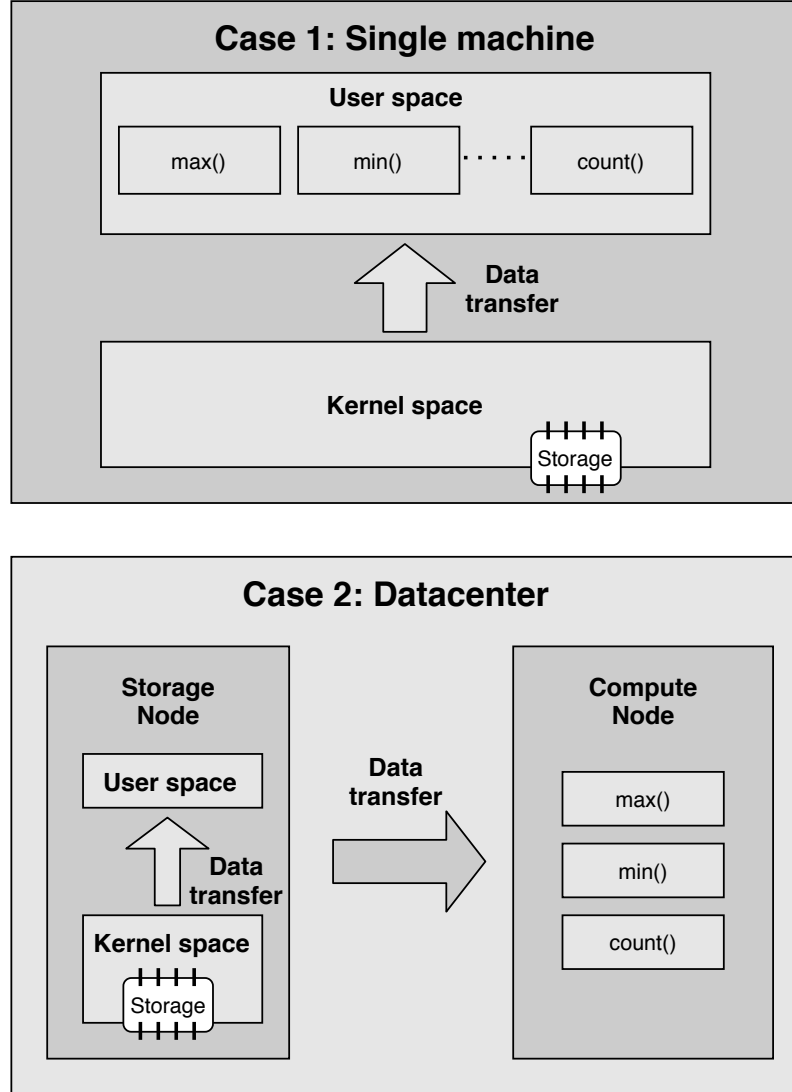 Case 1: Single machine
User space
max()
min()
.....
count()
Data
transfer
Kernel space
Storage
Case 2: Datacenter
Storage
Node
User space
Data
transfer
Kernel space
Storage
Data
transfer
Compute
Node
max()
min()
count()